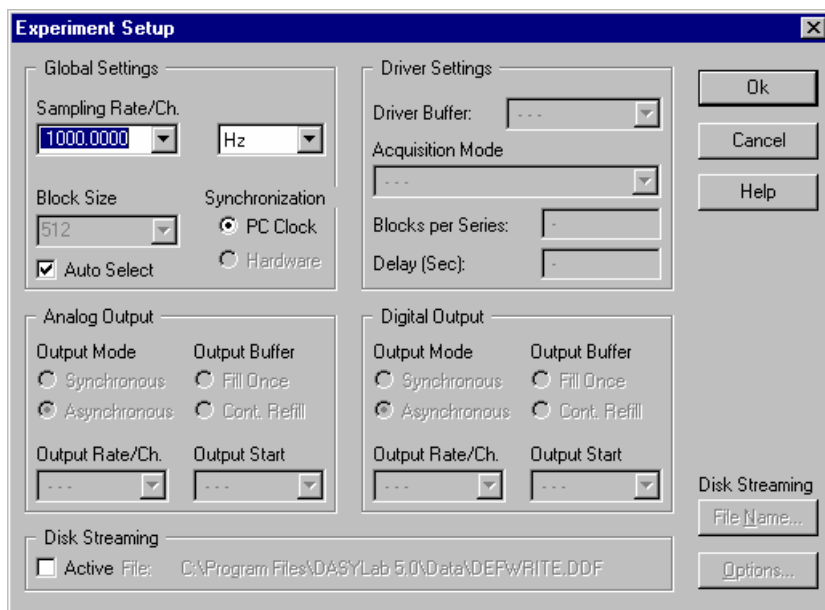 Experiment Setup
Global Settings
Sampling Rate/Ch.
1000.0000
Hz
Block Size
512
Auto Select
Synchronization
PC Clock
Hardware
Driver Settings
Driver Buffer: ---
Acquisition Mode
---
Blocks per Series: -
Delay (Sec): -
Ok
Cancel
Help
Analog Output
Output Mode
Synchronous
Asynchronous
Output Buffer
Fill Once
Cont. Refill
Output Rate/Ch.
---
Output Start
---
Digital Output
Output Mode
Synchronous
Asynchronous
Output Buffer
Fill Once
Cont. Refill
Output Rate/Ch.
---
Output Start
---
Disk Streaming
File Name...
Options...
Disk Streaming
Active File: C:\Program Files\DASYLab 5.0\Data\DEFWRITE.DDF